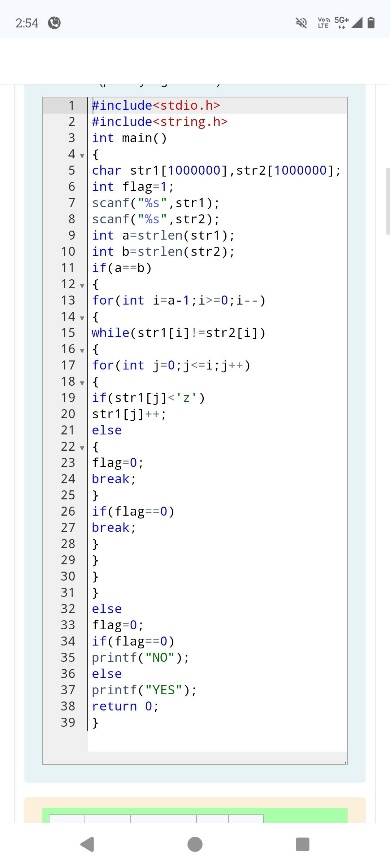 2:54
Vo)) LTE 5G+
1 #include<stdio.h>
2 #include<string.h>
3 int main()
4 {
5 char str1[1000000],str2[1000000];
6 int flag=1;
7 scanf("%s",str1);
8 scanf("%s",str2);
9 int a=strlen(str1);
10 int b=strlen(str2);
11 if(a==b)
12 {
13 for(int i=a-1;i>=0;i--)
14 {
15 while(str1[i]!=str2[i])
16 {
17 for(int j=0;j<=i;j++)
18 {
19 if(str1[j]<'z')
20 str1[j]++;
21 else
22 {
23 flag=0;
24 break;
25 }
26 if(flag==0)
27 break;
28 }
29 }
30 }
31 }
32 else
33 flag=0;
34 if(flag==0)
35 printf("NO");
36 else
37 printf("YES");
38 return 0;
39 }